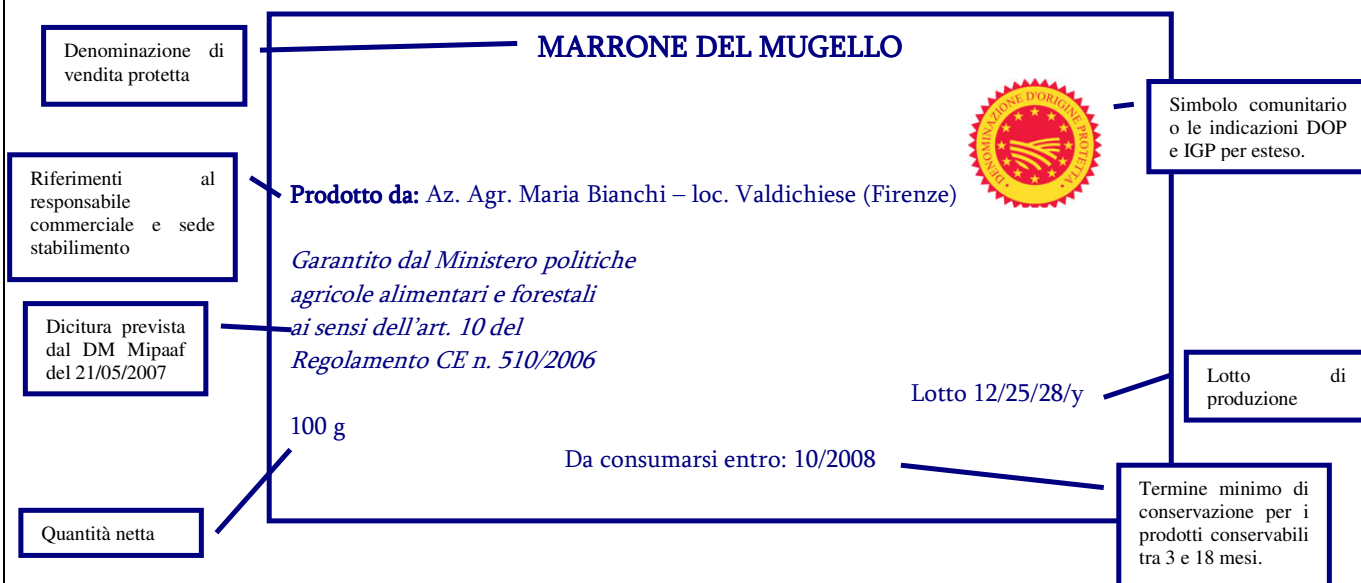 Denominazione di
vendita protetta
MARRONE DEL MUGELLO
DENOMINAZIONE D'ORIGINE PROTETTA
Simbolo comunitario
o le indicazioni DOP
e IGP per esteso.
Riferimenti al
responsabile
commerciale e sede
stabilimento
Prodotto da: Az. Agr. Maria Bianchi – loc. Valdichiese (Firenze)
Garantito dal Ministero politiche
agricole alimentari e forestali
ai sensi dell'art. 10 del
Regolamento CE n. 510/2006
Dicitura prevista
dal DM Mipaaf
del 21/05/2007
Lotto 12/25/28/y
Lotto di
produzione
100 g
Da consumarsi entro: 10/2008
Quantità netta
Termine minimo di
conservazione per i
prodotti conservabili
tra 3 e 18 mesi.